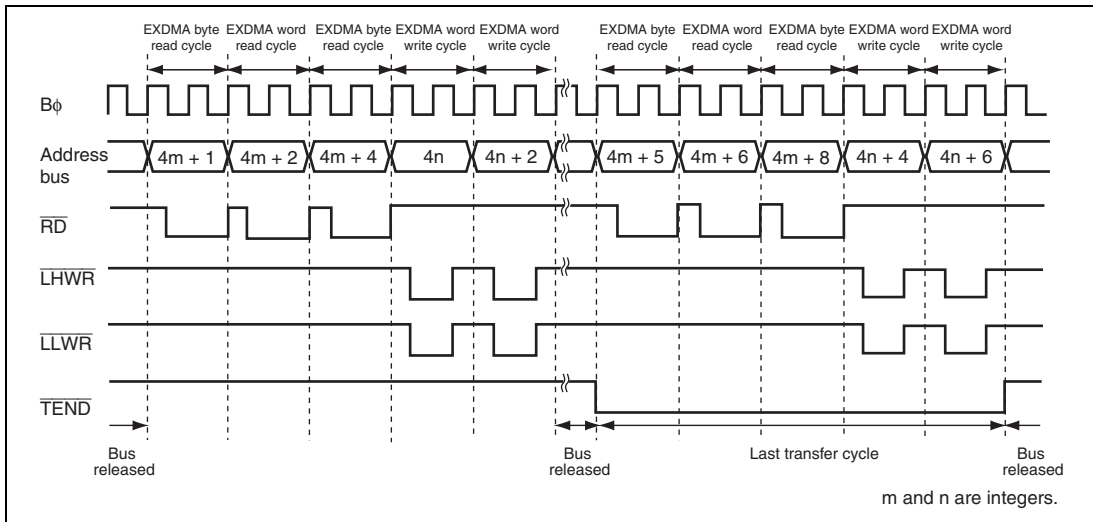 EXDMA byte read cycle
EXDMA word read cycle
EXDMA byte read cycle
EXDMA word write cycle
EXDMA word write cycle
EXDMA byte read cycle
EXDMA word read cycle
EXDMA byte read cycle
EXDMA word write cycle
EXDMA word write cycle
Bφ
Address bus
4m + 1
4m + 2
4m + 4
4n
4n + 2
4m + 5
4m + 6
4m + 8
4n + 4
4n + 6
RD
LHWR
LLWR
TEND
Bus released
Bus released
Last transfer cycle
Bus released
m and n are integers.